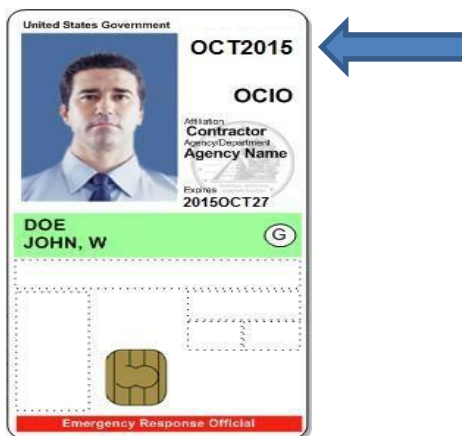 United States Government
OCT2015
OCIO
Affiliation
Contractor
Agency/Department
Agency Name
Expires
2015OCT27
DOE
JOHN, W
G
Emergency Response Official